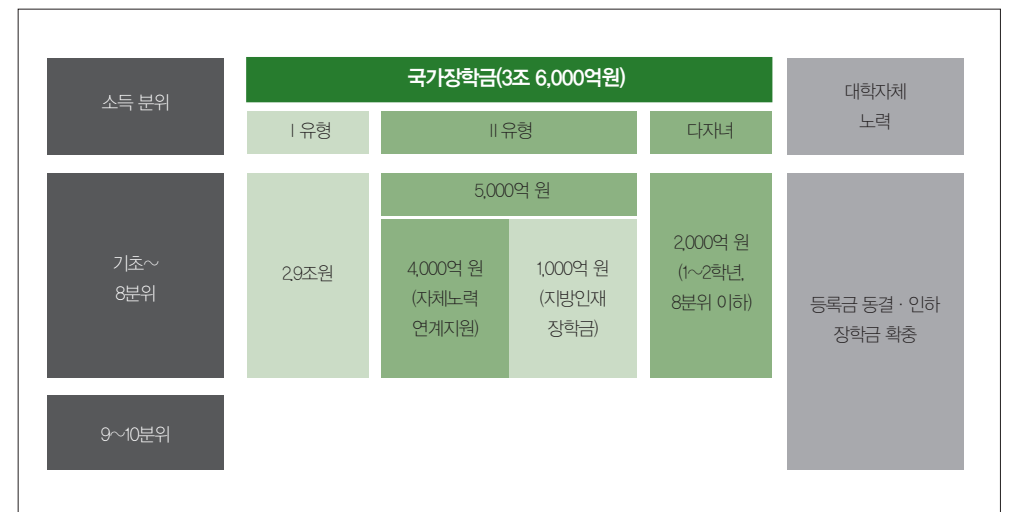 소득 분위
국가장학금(3조 6,000억원)
대학자체
노력
Ⅰ 유형
Ⅱ 유형
다자녀
기초~
8분위
2.9조원
5,000억 원
4,000억 원
(자체노력
연계지원)
1,000억 원
(지방인재
장학금)
2,000억 원
(1~2학년,
8분위 이하)
등록금 동결 · 인하
장학금 확충
9~10분위